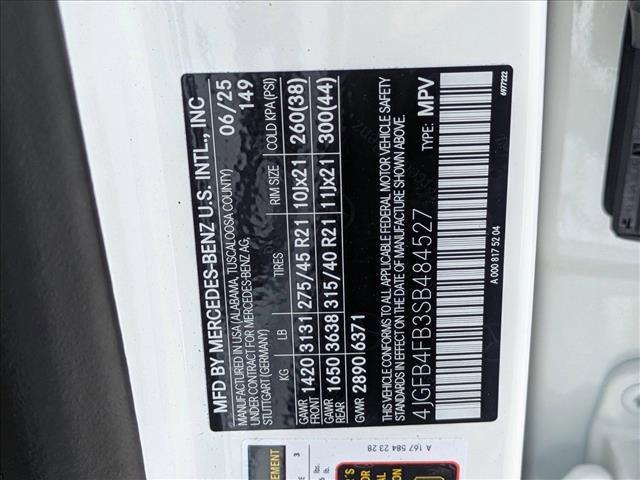 MFD BY MERCEDES-BENZ U.S. INTL., INC
MANUFACTURED IN USA (ALABAMA, TUSCALOOSA COUNTY)
UNDER CONTRACT FOR MERCEDES-BENZ AG,
STUTTGART (GERMANY)
06/25
149
KG LB TIRES RIM SIZE COLD KPA (PSI)
GAWR FRONT 1420 3131 275/45 R21 10Jx21 260(38)
GAWR REAR 1650 3638 315/40 R21 11Jx21 300(44)
GVWR 2890 6371
THIS VEHICLE CONFORMS TO ALL APPLICABLE FEDERAL MOTOR VEHICLE SAFETY
STANDARDS IN EFFECT ON THE DATE OF MANUFACTURE SHOWN ABOVE.
4JGFB4FB3SB484527 TYPE: MPV
A 000 817 52 04
6977222
A 167 584 23 28